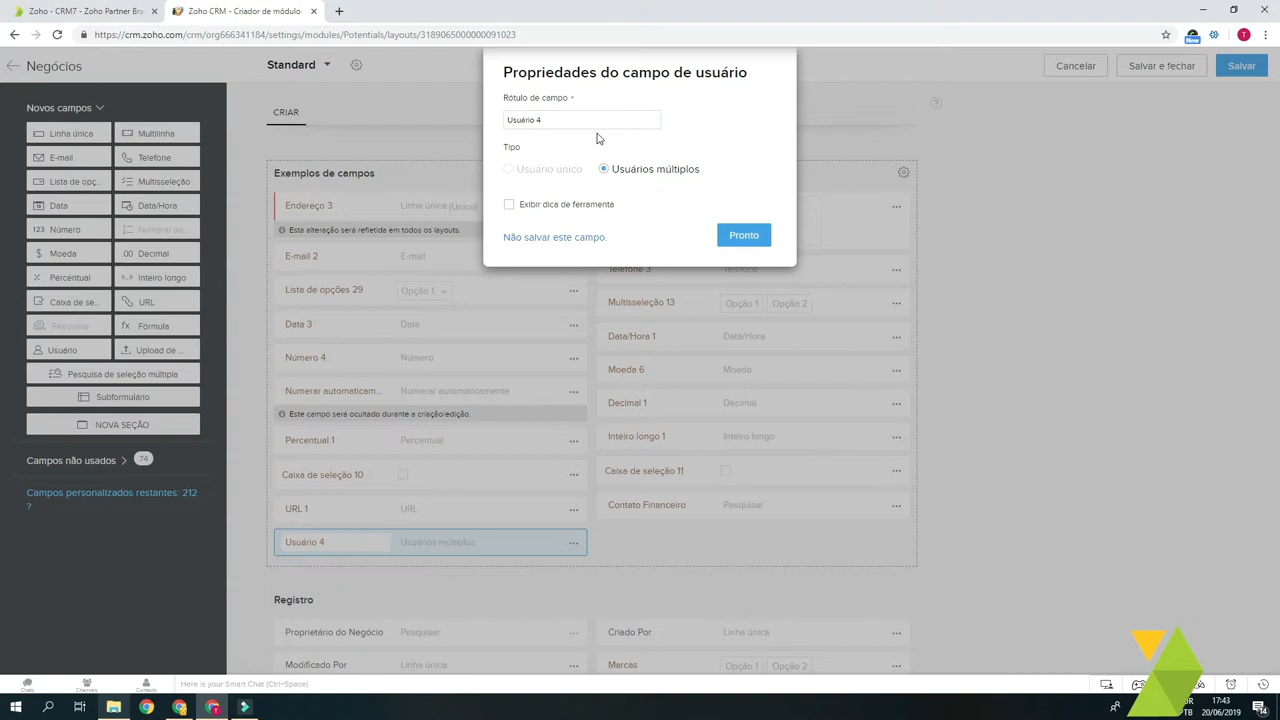 Zoho - CRM7 - Zoho Partner Bra
Zoho CRM - Criador de módulo
https://crm.zoho.com/crm/org666341184/settings/modules/Potentials/layouts/3189065000000091023
New
T
Negócios
Standard
Cancelar
Salvar e fechar
Salvar
Novos campos
Linha única
Multilinha
E-mail
Telefone
Lista de opç...
Multisseleção
Data
Data/Hora
123 Número
Numerar au...
$ Moeda
.00 Decimal
% Percentual
Inteiro longo
Caixa de se...
URL
Pesquisar
fx Fórmula
Usuário
Upload de ...
Pesquisa de seleção múltipla
Subformulário
NOVA SEÇÃO
Campos não usados 74
Campos personalizados restantes: 212
?
CRIAR
Propriedades do campo de usuário
Rótulo de campo *
Usuário 4
Tipo
Usuário único
Usuários múltiplos
Exibir dica de ferramenta
Não salvar este campo.
Pronto
?
Exemplos de campos
Endereço 3 Linha única (Único)
Esta alteração será refletida em todos os layouts.
E-mail 2 E-mail
Telefone 3 Telefone
Lista de opções 29 Opção 1
Multisseleção 13 Opção 1 Opção 2
Data 3 Data
Data/Hora 1 Data/Hora
Número 4 Número
Moeda 6 Moeda
Numerar automaticam... Numerar automaticamente
Este campo será ocultado durante a criação/edição.
Decimal 1 Decimal
Percentual 1 Percentual
Inteiro longo 1 Inteiro longo
Caixa de seleção 10
Caixa de seleção 11
URL 1 URL
Contato Financeiro Pesquisar
Usuário 4 Usuários múltiplos
Registro
Proprietário do Negócio Pesquisar
Criado Por Linha única
Modificado Por Linha única
Marcas Opção 1 Opção 2
Chats
Channels
Contacts
Here is your Smart Chat (Ctrl+Space)
17:43
PTB 20/06/2019
14